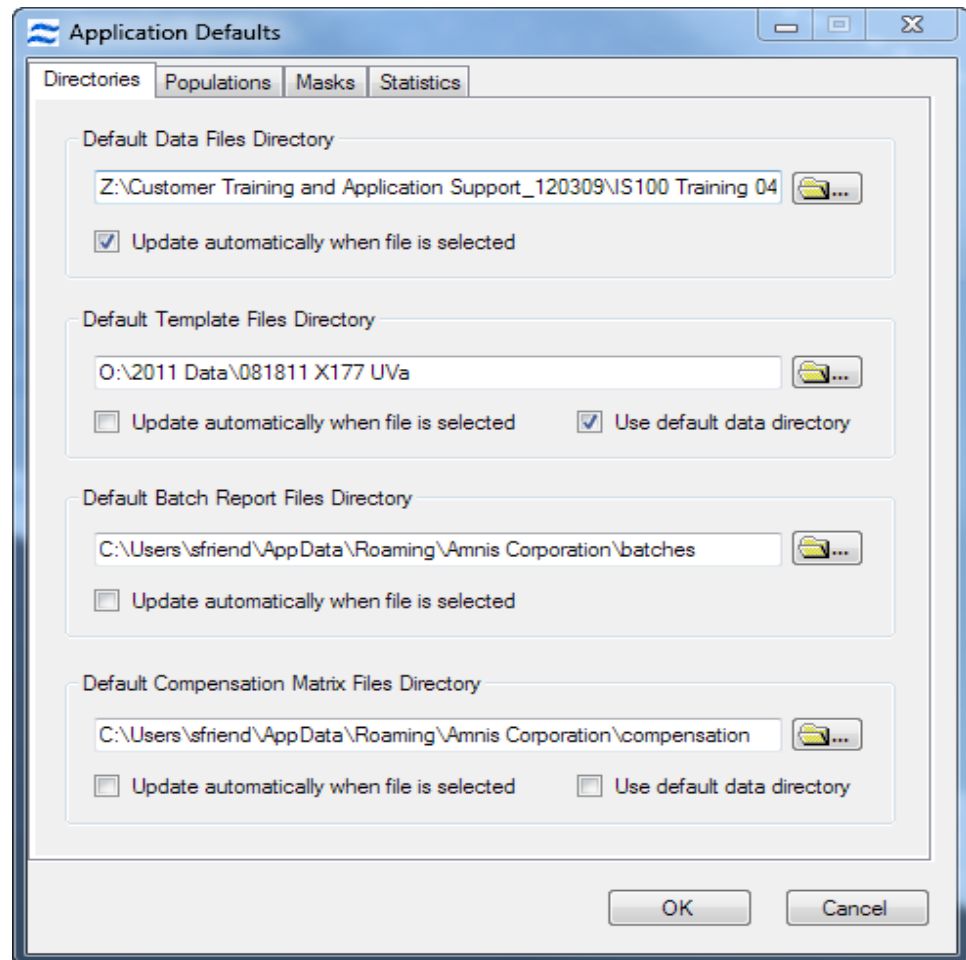 Application Defaults
Directories Populations Masks Statistics
Default Data Files Directory
Z:\Customer Training and Application Support_120309\IS100 Training 04
...
Update automatically when file is selected
Default Template Files Directory
O:\2011 Data\081811 X177 UVa
...
Update automatically when file is selected Use default data directory
Default Batch Report Files Directory
C:\Users\sfriend\AppData\Roaming\Amnis Corporation\batches
...
Update automatically when file is selected
Default Compensation Matrix Files Directory
C:\Users\sfriend\AppData\Roaming\Amnis Corporation\compensation
...
Update automatically when file is selected Use default data directory
OK Cancel